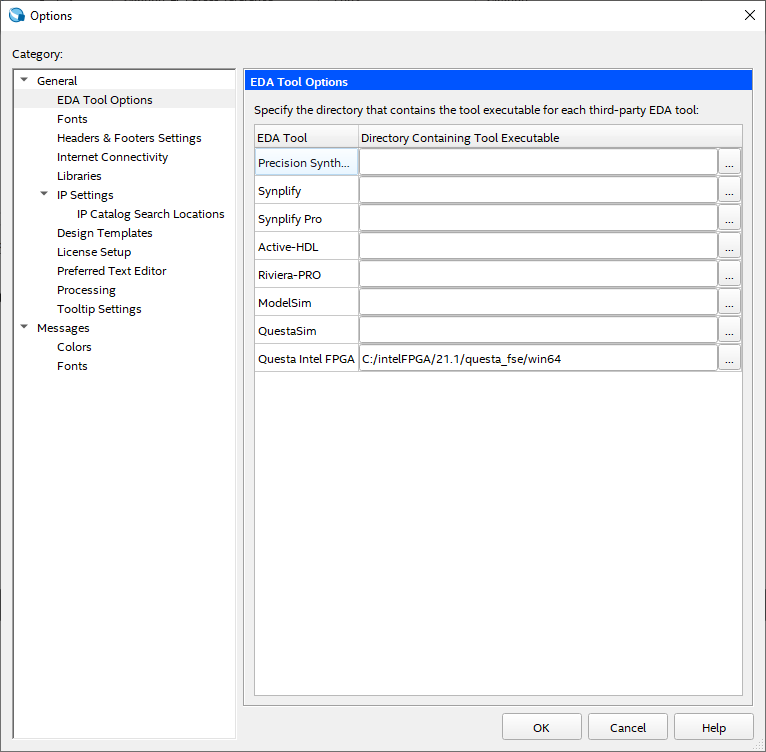 Options
Category:
General
EDA Tool Options
Fonts
Headers & Footers Settings
Internet Connectivity
Libraries
IP Settings
IP Catalog Search Locations
Design Templates
License Setup
Preferred Text Editor
Processing
Tooltip Settings
Messages
Colors
Fonts
EDA Tool Options
Specify the directory that contains the tool executable for each third-party EDA tool:
EDA Tool Directory Containing Tool Executable
Precision Synth... ...
Synplify ...
Synplify Pro ...
Active-HDL ...
Riviera-PRO ...
ModelSim ...
QuestaSim ...
Questa Intel FPGA C:/intelFPGA/21.1/questa_fse/win64 ...
OK Cancel Help